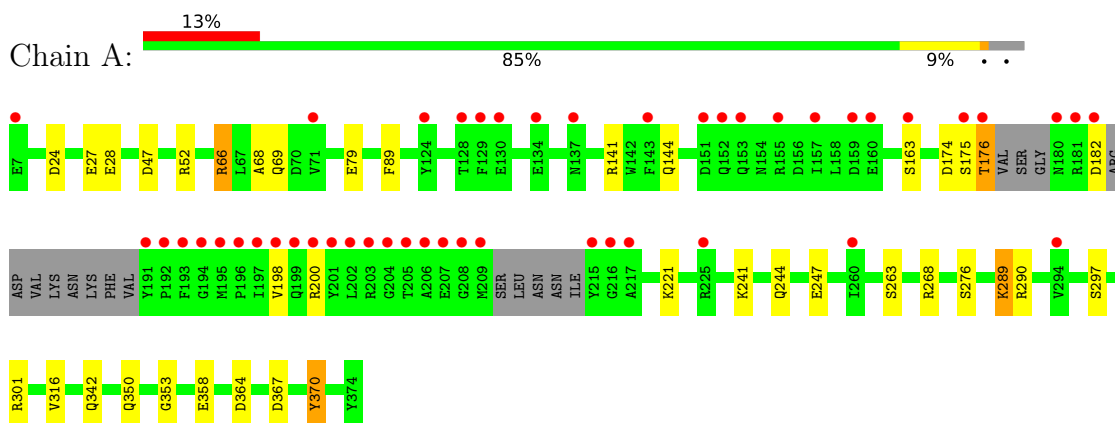 13%
Chain A:
85% 9% • •
E7 D24 E27 E28 D47 R52 R66 L67 A68 Q69 D70 V71 E79 F89 Y124 T128 F129 E130 E134 N137 R141 W142 F143 Q144 D151 Q152 Q153 N154 R155 D156 I157 L158 D159 E160 S163 D174 S175 T176 VAL SER GLY N180 R181 D182 ARG
ASP VAL LYS ASN LYS PHE VAL Y191 P192 F193 G194 M195 P196 I197 V198 Q199 R200 Y201 L202 R203 G204 T205 A206 E207 G208 M209 SER LEU ASN ASN ILE Y215 G216 A217 K221 R225 K241 Q244 E247 I260 S263 R268 S276 K289 R290 V294 S297
R301 V316 Q342 Q350 G353 E358 D364 D367 Y370 Y374